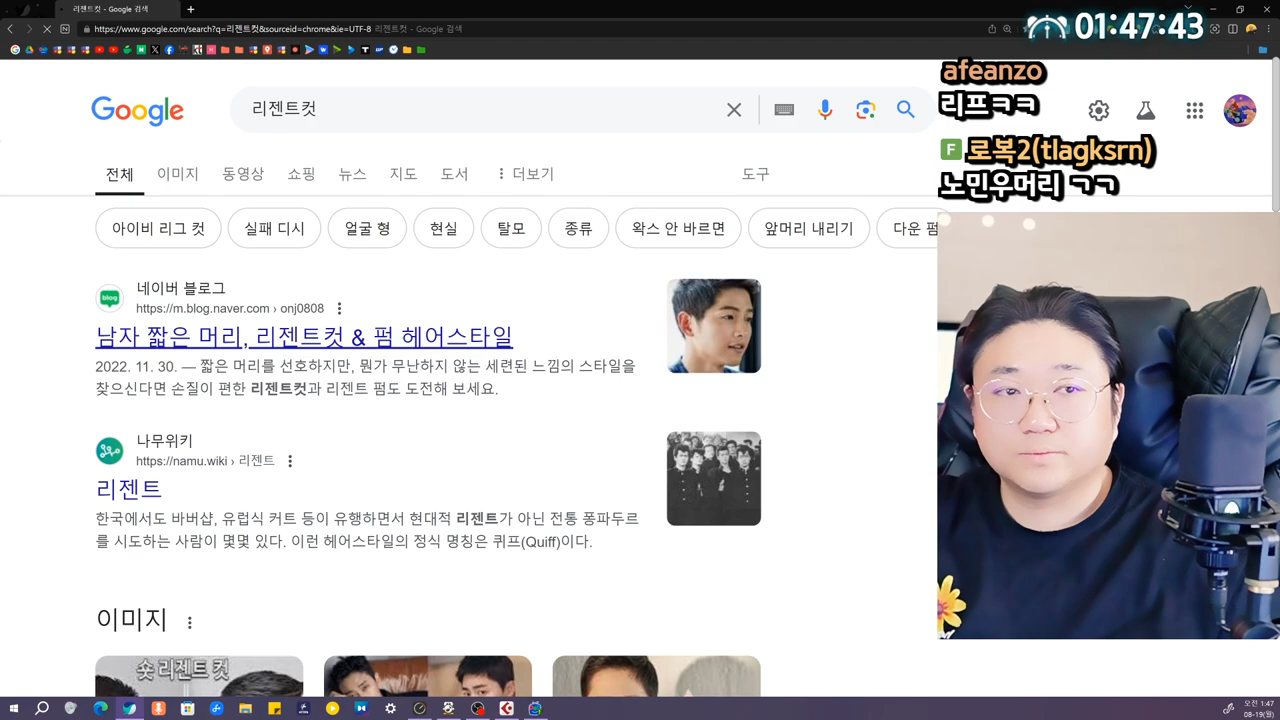 리젠트컷 - Google 검색
https://www.google.com/search?q=리젠트컷&sourceid=chrome&ie=UTF-8 리젠트컷 - Google 검색
01:47:43
afeanzo
리프ㅋㅋ
F 로복2(tlagksrn)
노민우머리 ㄱㄱ
Google
리젠트컷
전체 이미지 동영상 쇼핑 뉴스 지도 도서 더보기 도구
아이비 리그 컷 실패 디시 얼굴 형 현실 탈모 종류 왁스 안 바르면 앞머리 내리기 다운 펌
blog
네이버 블로그
https://m.blog.naver.com › onj0808
남자 짧은 머리, 리젠트컷 & 펌 헤어스타일
2022. 11. 30. — 짧은 머리를 선호하지만, 뭔가 무난하지 않는 세련된 느낌의 스타일을
찾으신다면 손질이 편한 리젠트컷과 리젠트 펌도 도전해 보세요.
나무위키
https://namu.wiki › 리젠트
리젠트
한국에서도 바버샵, 유럽식 커트 등이 유행하면서 현대적 리젠트가 아닌 전통 퐁파두르
를 시도하는 사람이 몇몇 있다. 이런 헤어스타일의 정식 명칭은 퀴프(Quiff)이다.
이미지
숏 리젠트 컷
오전 1:47
08-19(월)